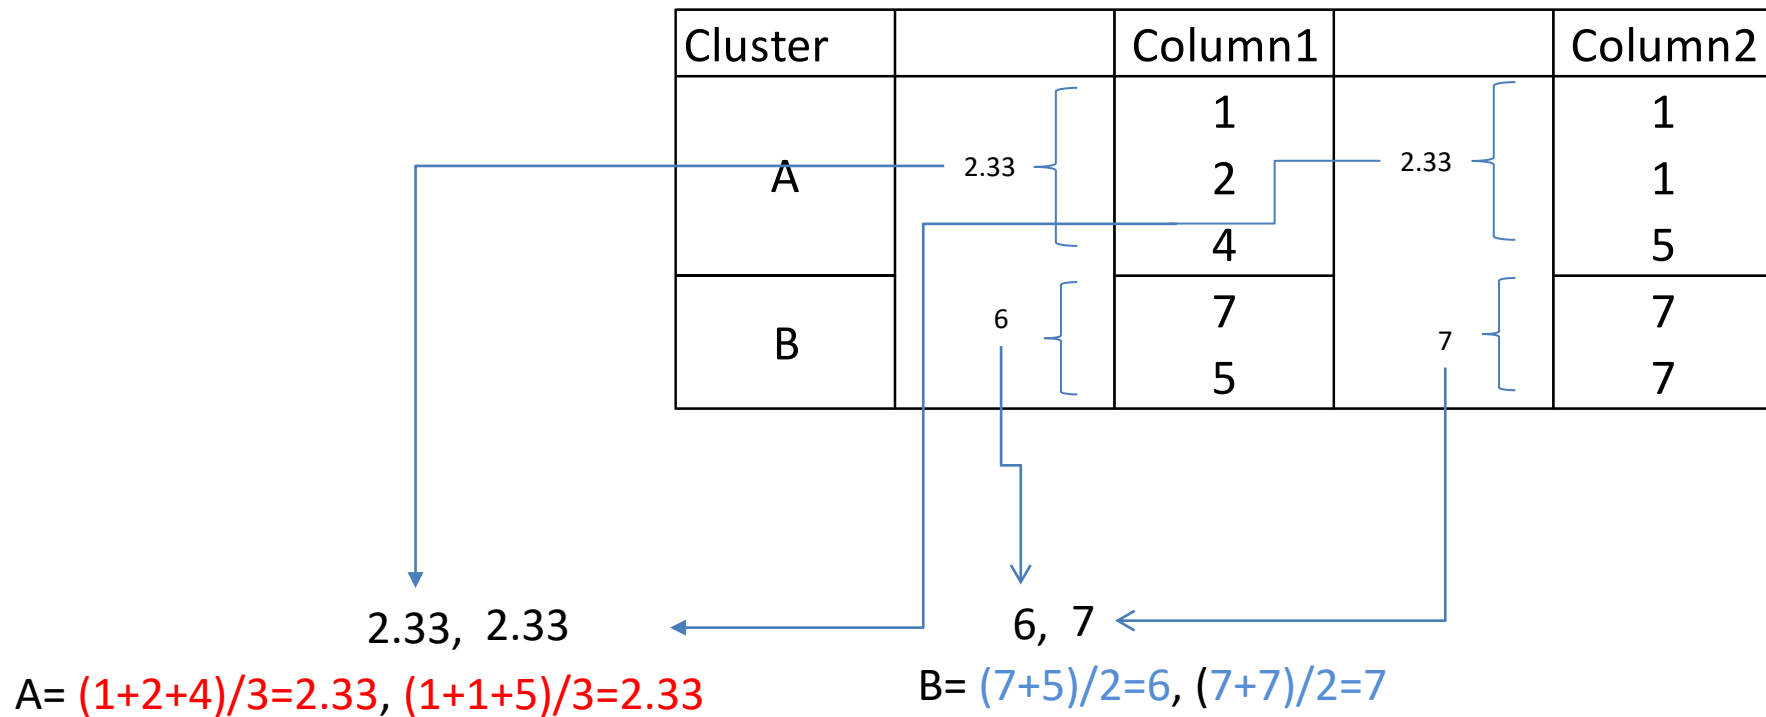 Cluster Column1 Column2
1 1
A 2.33 2 2.33 1
4 5
6 7 7
B 7
5 7
2.33, 2.33 6, 7
A= (1+2+4)/3=2.33, (1+1+5)/3=2.33 B= (7+5)/2=6, (7+7)/2=7